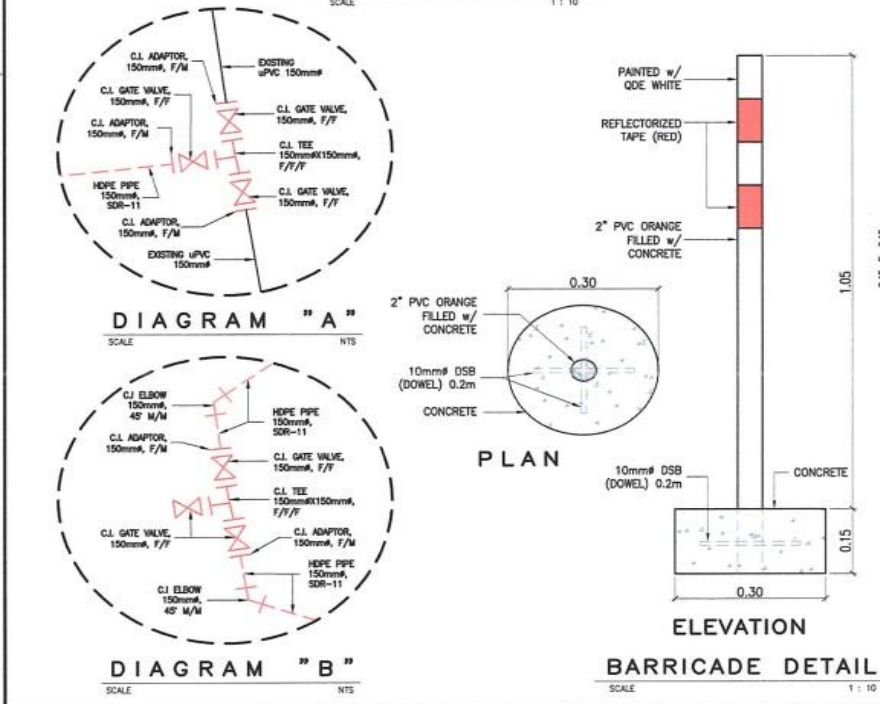 SCALE 1 : 10
C.I. ADAPTOR,
150mmø, F/M
EXISTING
uPVC 150mmø
C.I. GATE VALVE,
150mmø, F/F
C.I. GATE VALVE,
150mmø, F/F
C.I. ADAPTOR,
150mmø, F/M
C.I. TEE
150mmøX150mmø,
F/F/F
HDPE PIPE
150mmø,
SDR-11
C.I. GATE VALVE,
150mmø, F/F
C.I. ADAPTOR,
150mmø, F/M
EXISTING uPVC
150mmø
DIAGRAM "A"
SCALE NTS
C.I ELBOW
150mmø,
45° M/M
HDPE PIPE
150mmø,
SDR-11
C.I. ADAPTOR,
150mmø, F/M
C.I. GATE VALVE,
150mmø, F/F
C.I. TEE
150mmøX150mmø,
F/F/F
C.I. GATE VALVE,
150mmø, F/F
C.I. ADAPTOR,
150mmø, F/M
HDPE PIPE
150mmø,
SDR-11
C.I ELBOW
150mmø,
45° M/M
DIAGRAM "B"
SCALE NTS
0.30
2" PVC ORANGE
FILLED w/
CONCRETE
10mmø DSB
(DOWEL) 0.2m
CONCRETE
PLAN
PAINTED w/
QDE WHITE
REFLECTORIZED
TAPE (RED)
2" PVC ORANGE
FILLED w/
CONCRETE
1.05
10mmø DSB
(DOWEL) 0.2m
CONCRETE
0.15
0.30
ELEVATION
BARRICADE DETAIL
SCALE 1 : 10